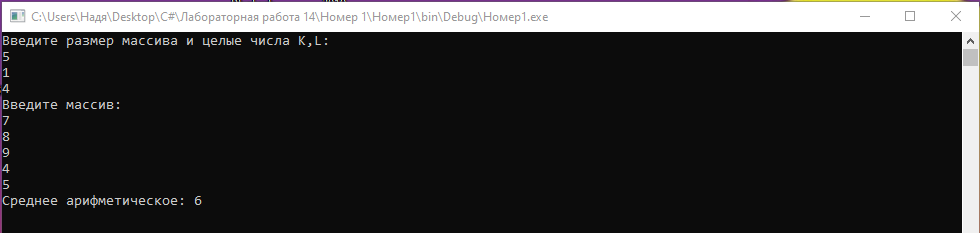 C:\Users\Надя\Desktop\C#\Лабораторная работа 14\Номер 1\Номер1\bin\Debug\Номер1.exe
Введите размер массива и целые числа K,L:
5
1
4
Введите массив:
7
8
9
4
5
Среднее арифметическое: 6